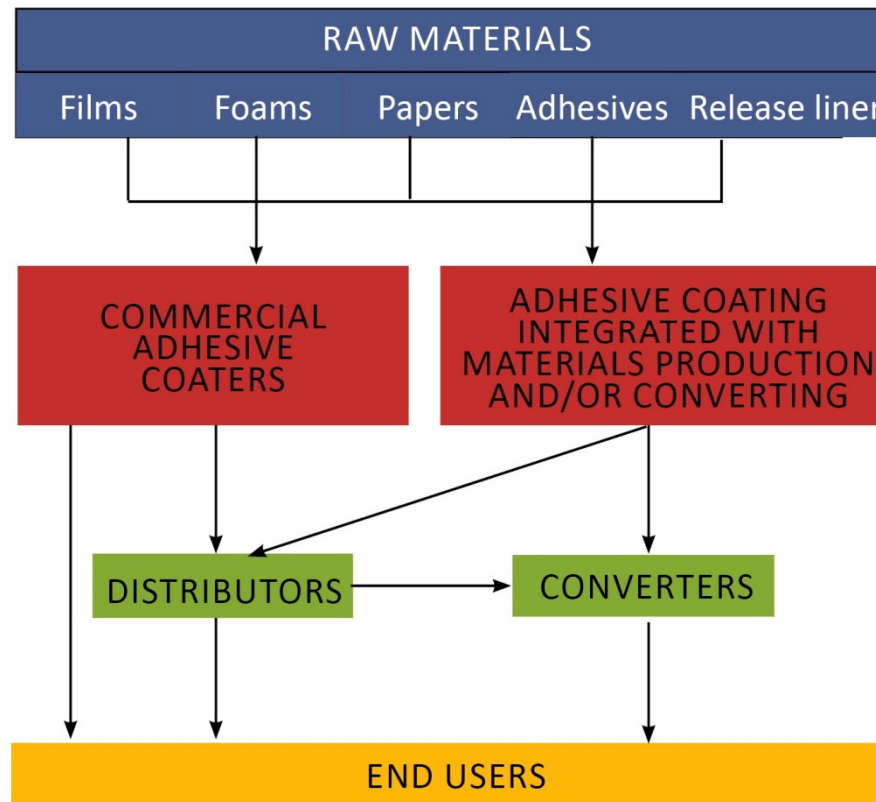 RAW MATERIALS
Films Foams Papers Adhesives Release liner
COMMERCIAL
ADHESIVE
COATERS
ADHESIVE COATING
INTEGRATED WITH
MATERIALS PRODUCTION
AND/OR CONVERTING
DISTRIBUTORS
CONVERTERS
END USERS